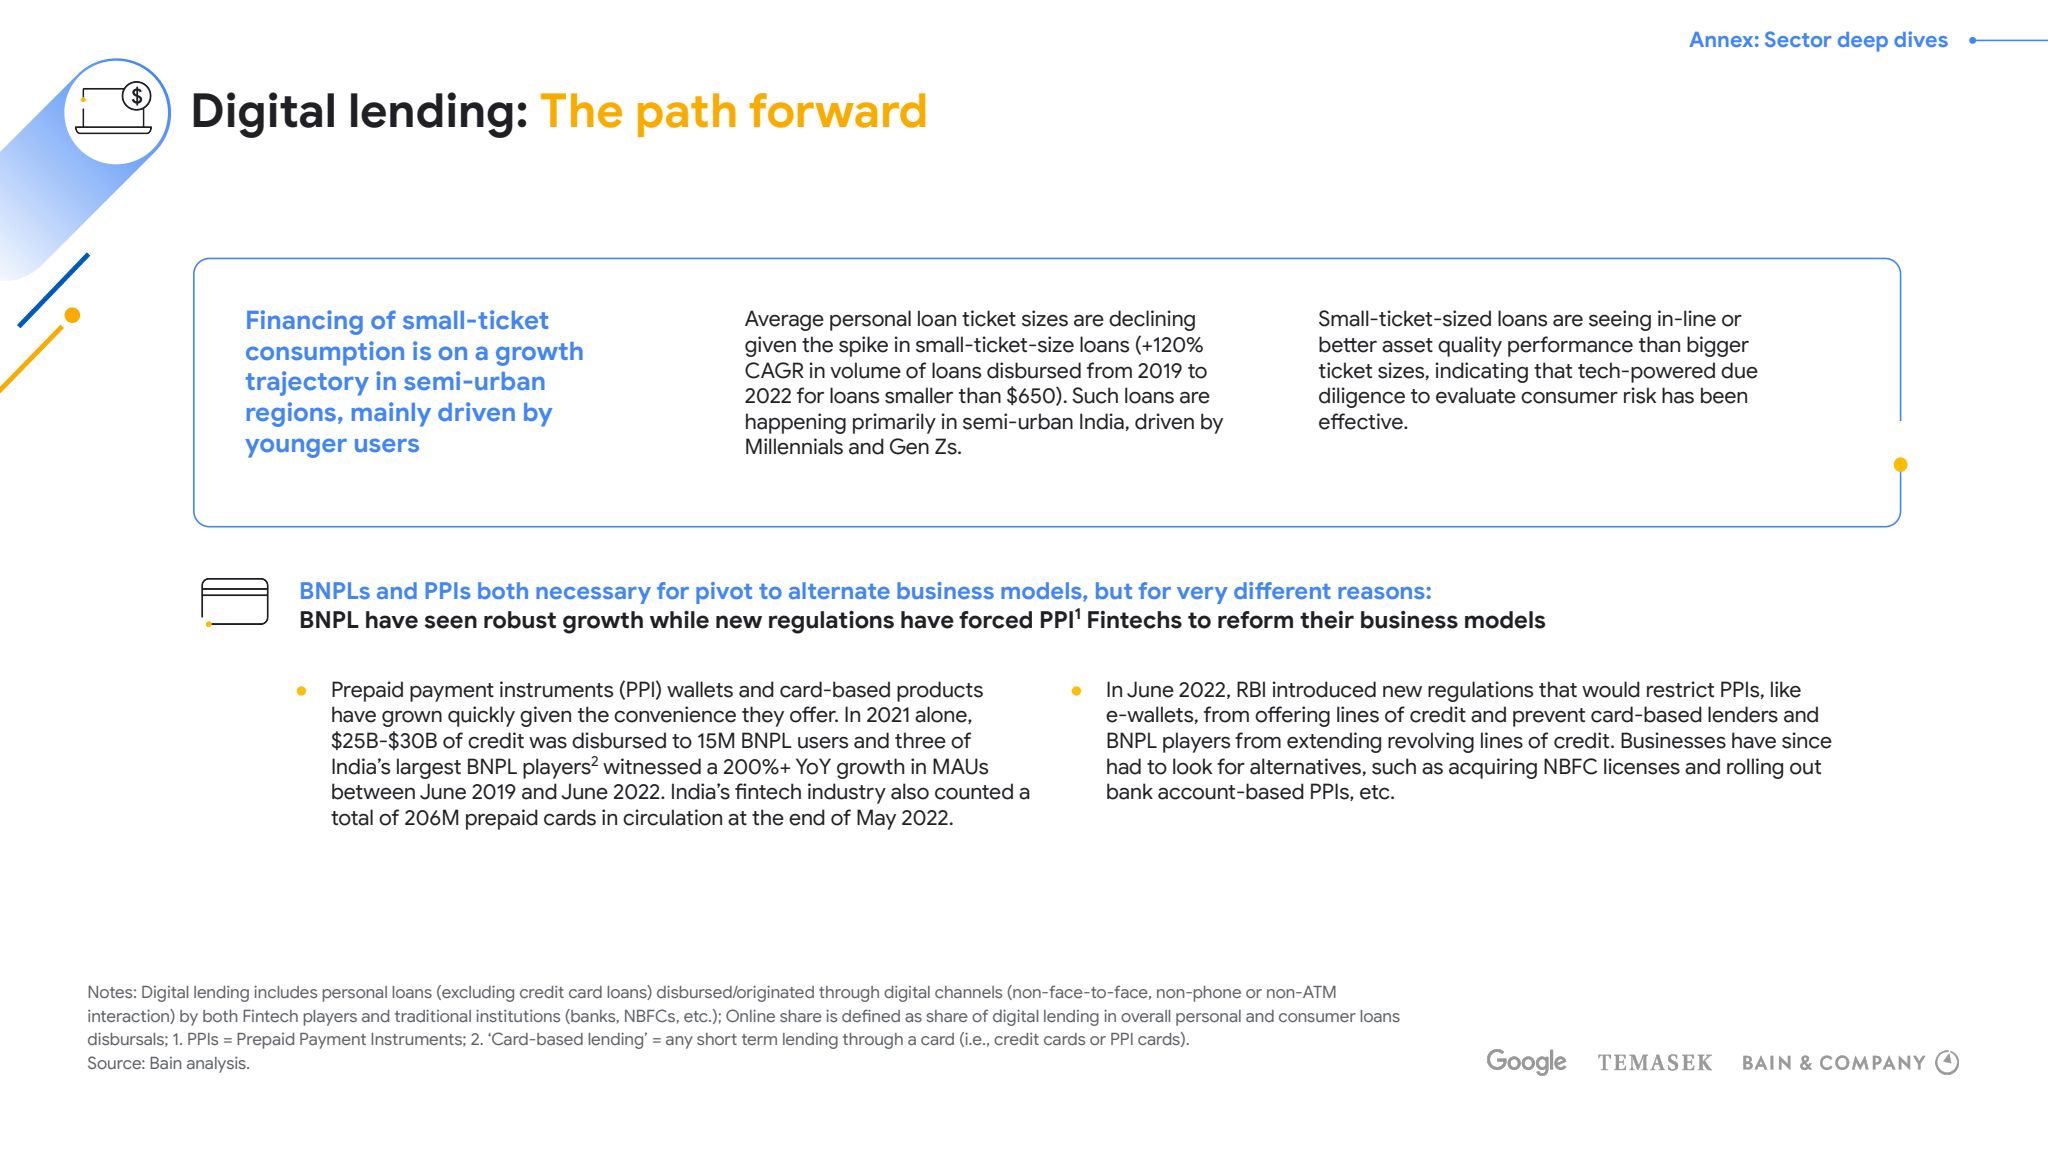 Annex: Sector deep dives
$
Digital lending: The path forward
Financing of small-ticket
consumption is on a growth
trajectory in semi-urban
regions, mainly driven by
younger users
Average personal loan ticket sizes are declining
given the spike in small-ticket-size loans (+120%
CAGR in volume of loans disbursed from 2019 to
2022 for loans smaller than $650). Such loans are
happening primarily in semi-urban India, driven by
Millennials and Gen Zs.
Small-ticket-sized loans are seeing in-line or
better asset quality performance than bigger
ticket sizes, indicating that tech-powered due
diligence to evaluate consumer risk has been
effective.
BNPLs and PPIs both necessary for pivot to alternate business models, but for very different reasons:
BNPL have seen robust growth while new regulations have forced PPI¹ Fintechs to reform their business models
Prepaid payment instruments (PPI) wallets and card-based products
have grown quickly given the convenience they offer. In 2021 alone,
$25B-$30B of credit was disbursed to 15M BNPL users and three of
India's largest BNPL players² witnessed a 200%+ YoY growth in MAUs
between June 2019 and June 2022. India's fintech industry also counted a
total of 206M prepaid cards in circulation at the end of May 2022.
In June 2022, RBI introduced new regulations that would restrict PPIs, like
e-wallets, from offering lines of credit and prevent card-based lenders and
BNPL players from extending revolving lines of credit. Businesses have since
had to look for alternatives, such as acquiring NBFC licenses and rolling out
bank account-based PPIs, etc.
Notes: Digital lending includes personal loans (excluding credit card loans) disbursed/originated through digital channels (non-face-to-face, non-phone or non-ATM
interaction) by both Fintech players and traditional institutions (banks, NBFCs, etc.); Online share is defined as share of digital lending in overall personal and consumer loans
disbursals; 1. PPIs = Prepaid Payment Instruments; 2. 'Card-based lending' = any short term lending through a card (i.e., credit cards or PPI cards).
Source: Bain analysis.
Google TEMASEK BAIN & COMPANY